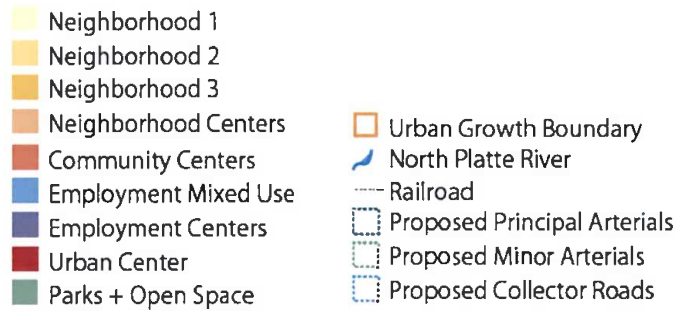 Neighborhood 1
Neighborhood 2
Neighborhood 3
Neighborhood Centers
Community Centers
Employment Mixed Use
Employment Centers
Urban Center
Parks + Open Space
Urban Growth Boundary
North Platte River
Railroad
Proposed Principal Arterials
Proposed Minor Arterials
Proposed Collector Roads